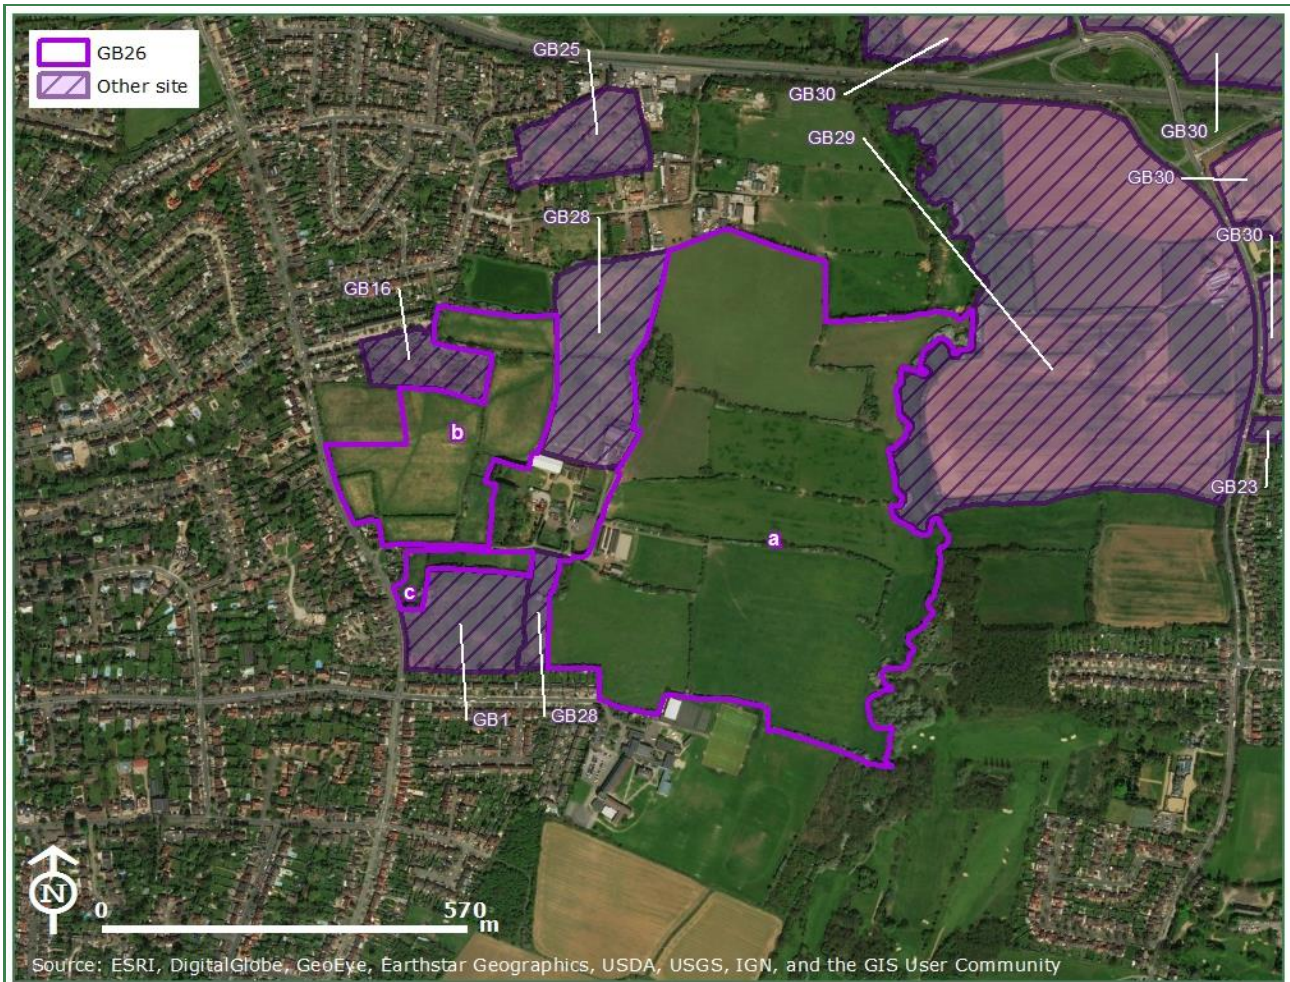 GB26
Other site
GB25
GB30
GB29
GB30
GB30
GB28
GB30
GB16
b
GB23
a
c
GB1
GB28
N
0 570 m
Source: ESRI, DigitalGlobe, GeoEye, Earthstar Geographics, USDA, USGS, IGN, and the GIS User Community